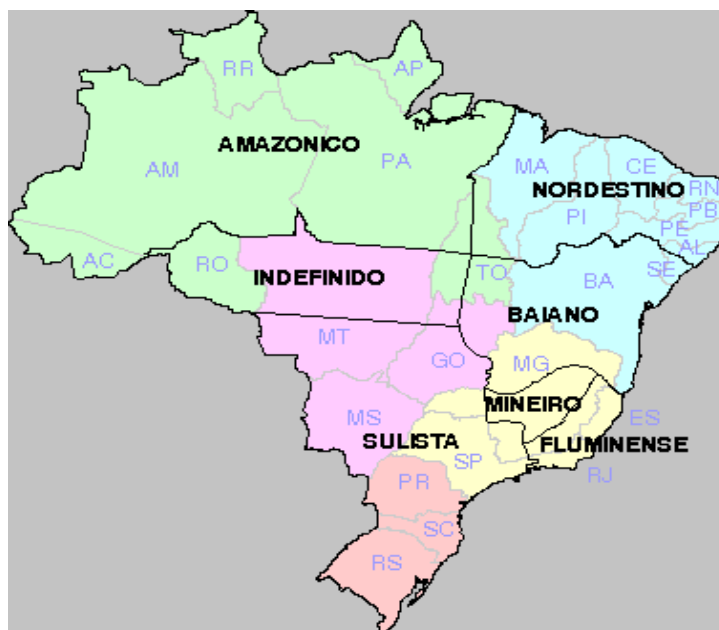 RR
AP
AMAZONICO
AM
PA
MA
CE
NORDESTINO
RN
PI
PB
PE
AL
AC
RO
INDEFINIDO
TO
SE
BA
BAIANO
MT
GO
MG
MS
MINEIRO
ES
SULISTA
FLUMINENSE
SP
RJ
PR
SC
RS